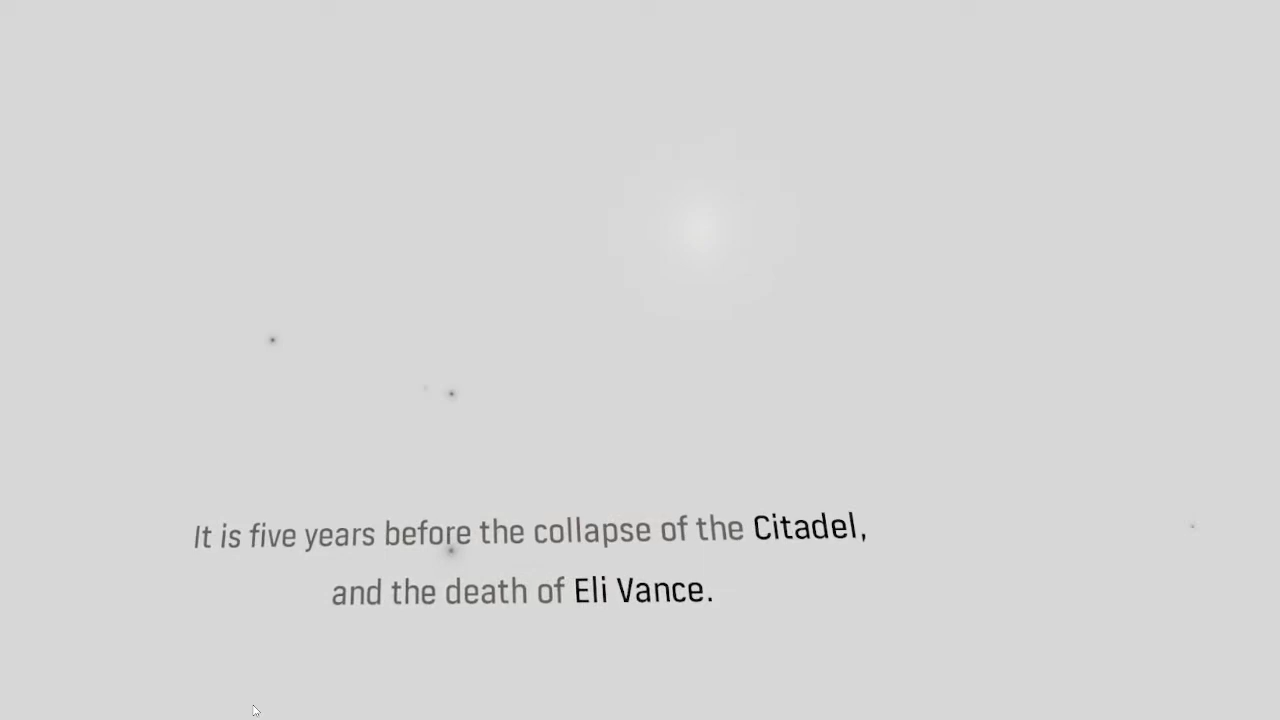 It is five years before the collapse of the Citadel,
and the death of Eli Vance.